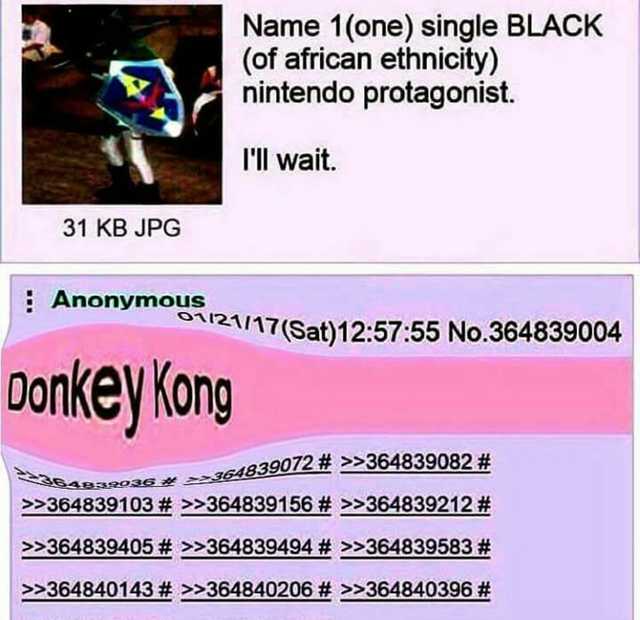 Name 1(one) single BLACK
(of african ethnicity)
nintendo protagonist.
I'll wait.
31 KB JPG
Anonymous
01/21/17(Sat)12:57:55 No.364839004
Donkey Kong
>>364839036 # >>364839072 # >>364839082 #
>>364839103 # >>364839156 # >>364839212 #
>>364839405 # >>364839494 # >>364839583 #
>>364840143 # >>364840206 # >>364840396 #